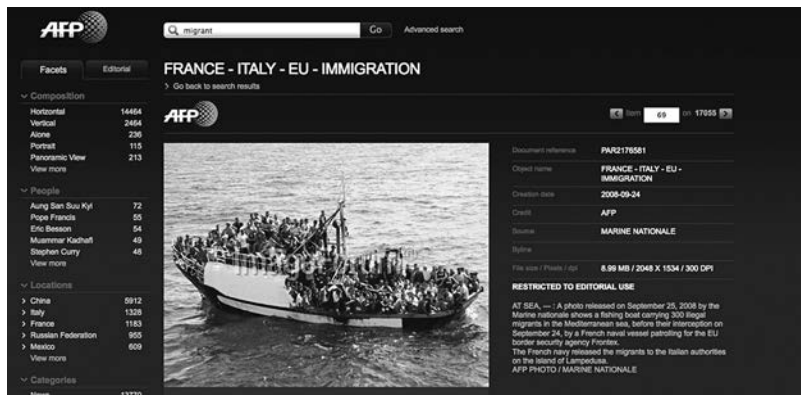 AFP
migrant
Go
Advanced search
Facets
Editorial
FRANCE - ITALY - EU - IMMIGRATION
> Go back to search results
Composition
Horizontal 14464
Vertical 2464
Alone 236
Portrait 115
Panoramic View 213
View more
People
Aung San Suu Kyi 72
Pope Francis 55
Eric Besson 54
Muammar Kadhafi 49
Stephen Curry 46
View more
Locations
> China 5912
> Italy 1328
> France 1183
> Russian Federation 955
> Mexico 609
View more
Categories
News 13770
AFP
Item 69 on 17055
ImageForum
Document reference PAR2176581
Object name FRANCE - ITALY - EU -
IMMIGRATION
Creation date 2008-09-24
Credit AFP
Source MARINE NATIONALE
Byline
File size / Pixels / dpi 8.99 MB / 2048 X 1534 / 300 DPI
RESTRICTED TO EDITORIAL USE
AT SEA, — : A photo released on September 25, 2008 by the
Marine nationale shows a fishing boat carrying 300 illegal
migrants in the Mediterranean sea, before their interception on
September 24, by a French naval vessel patrolling for the EU
border security agency Frontex.
The French navy released the migrants to the Italian authorities
on the island of Lampedusa.
AFP PHOTO / MARINE NATIONALE